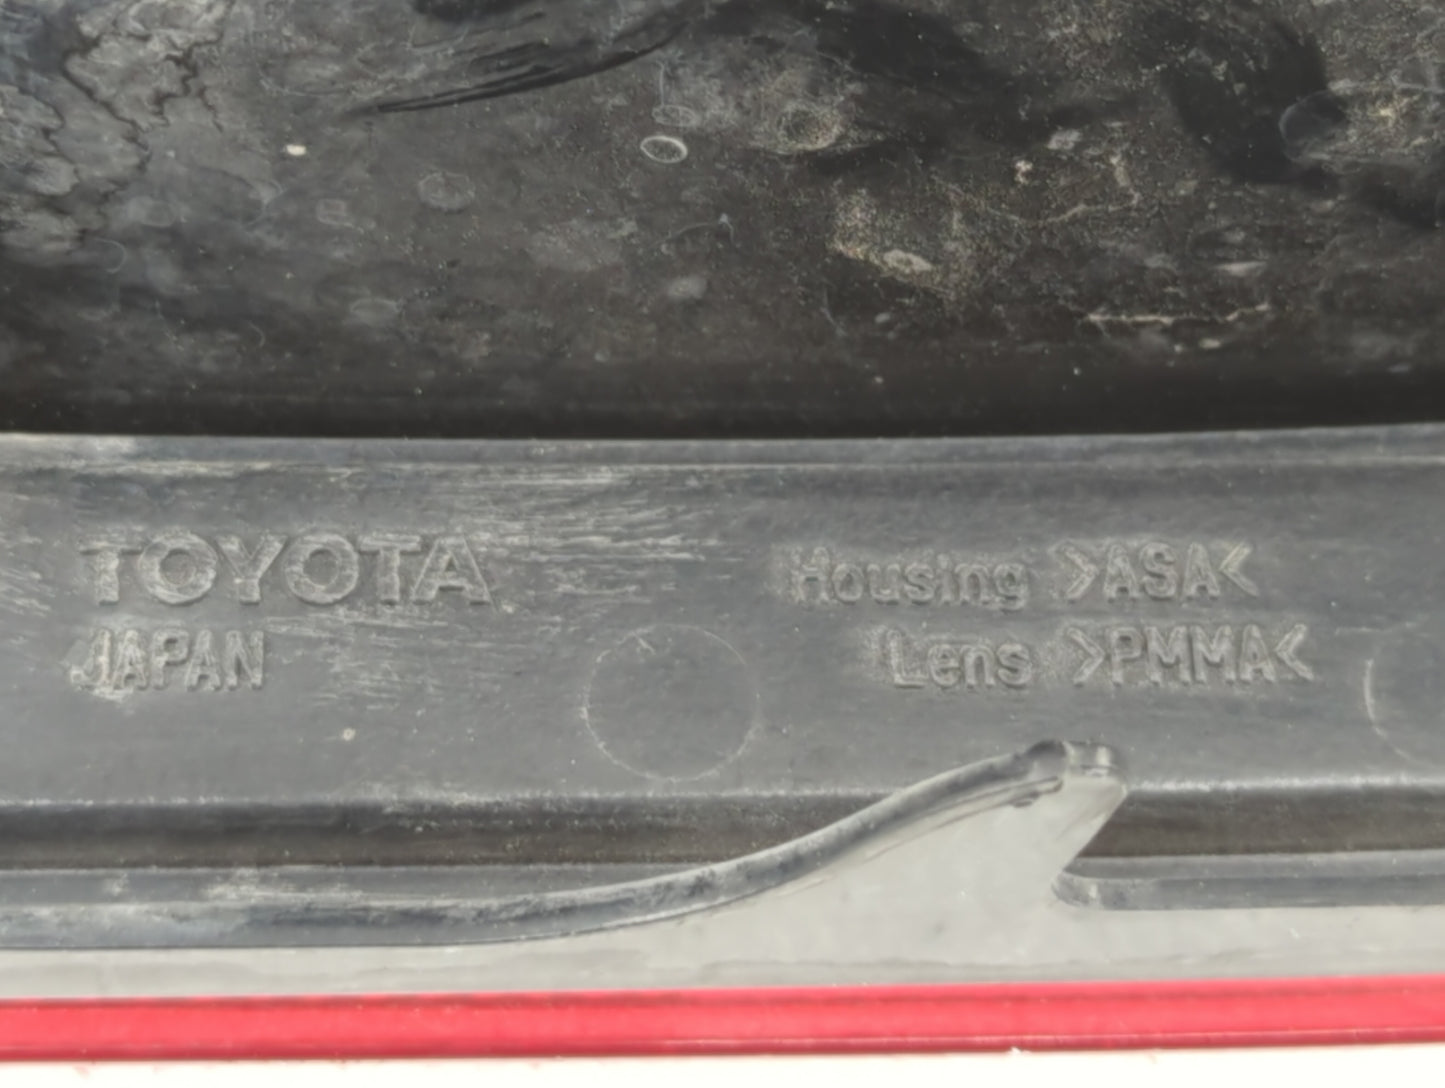 TOYOTA
JAPAN
Housing >ASA<
Lens >PMMA<